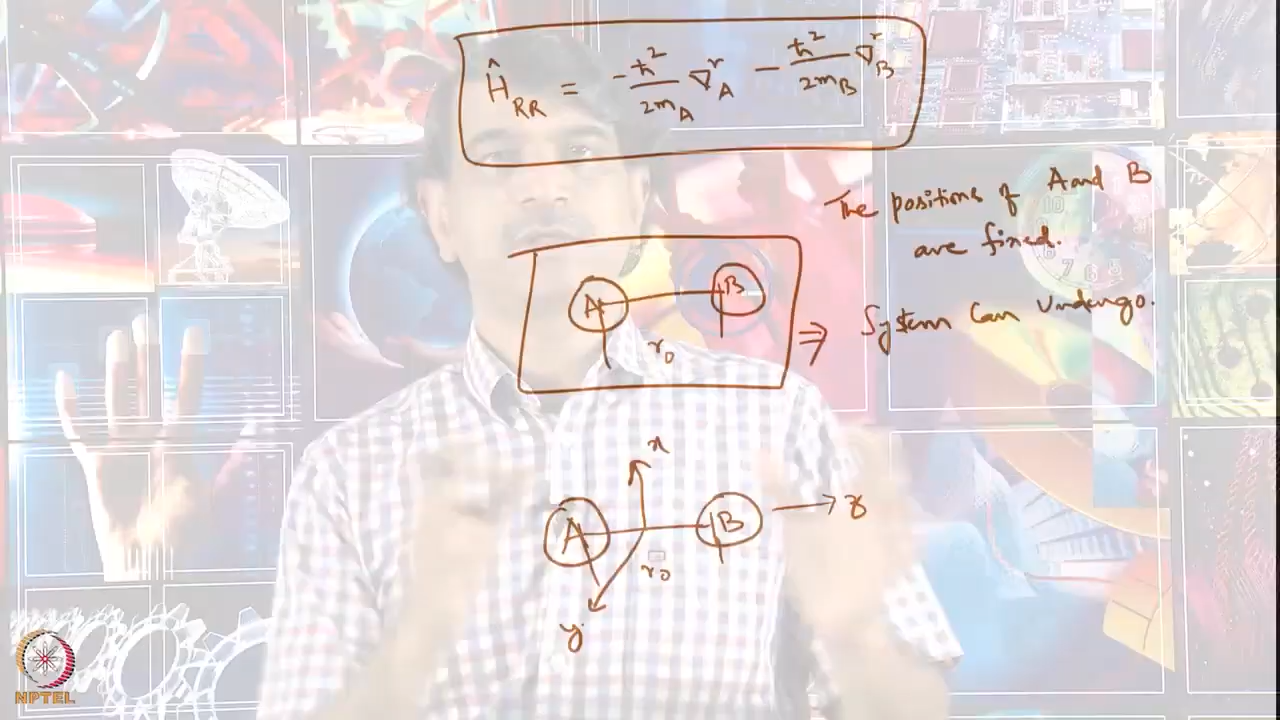 Ĥ_RR = -ħ²/2m_A ∇²_A - ħ²/2m_B ∇²_B
The positions of A and B
are fixed.
A B
r₀
⇒ System Can Undergo.
x
A B → z
r₀
y
NPTEL